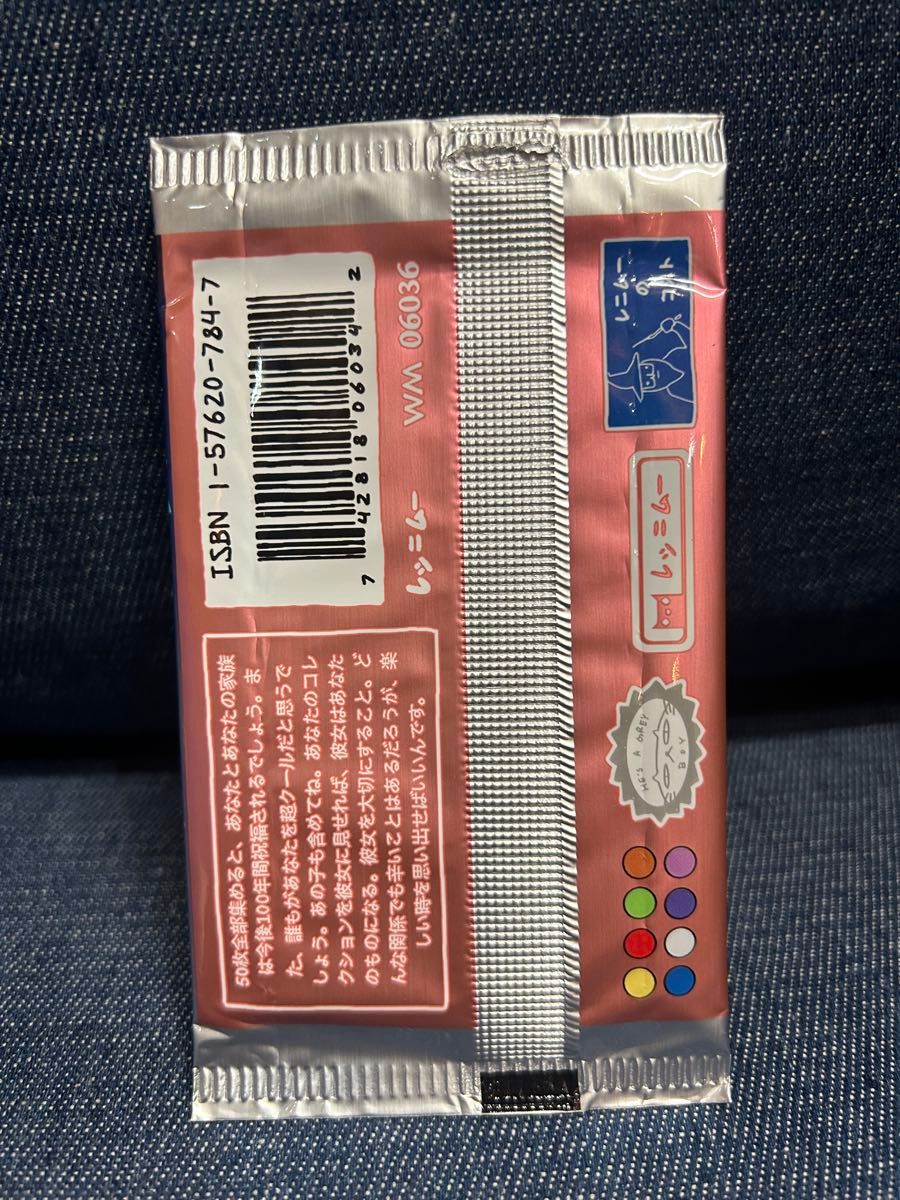 ISBN 1-57620-784-7
7 42818 06034 2
レッニムー WM 06036
50枚全部集めると、あなたとあなたの家族
は今後100年間祝福されるでしょう。ま
た、誰もがあなたを超クールだと思うで
しょう。あの子も含めてね。あなたのコレ
クションを彼女に見せれば、彼女はあなた
のものになる。彼女を大切にすること。ど
んな関係でも辛いことはあるだろうが、楽
しい時を思い出せばいいんです。
HE'S A GREY
BOY
レッニムー
レニムー
の